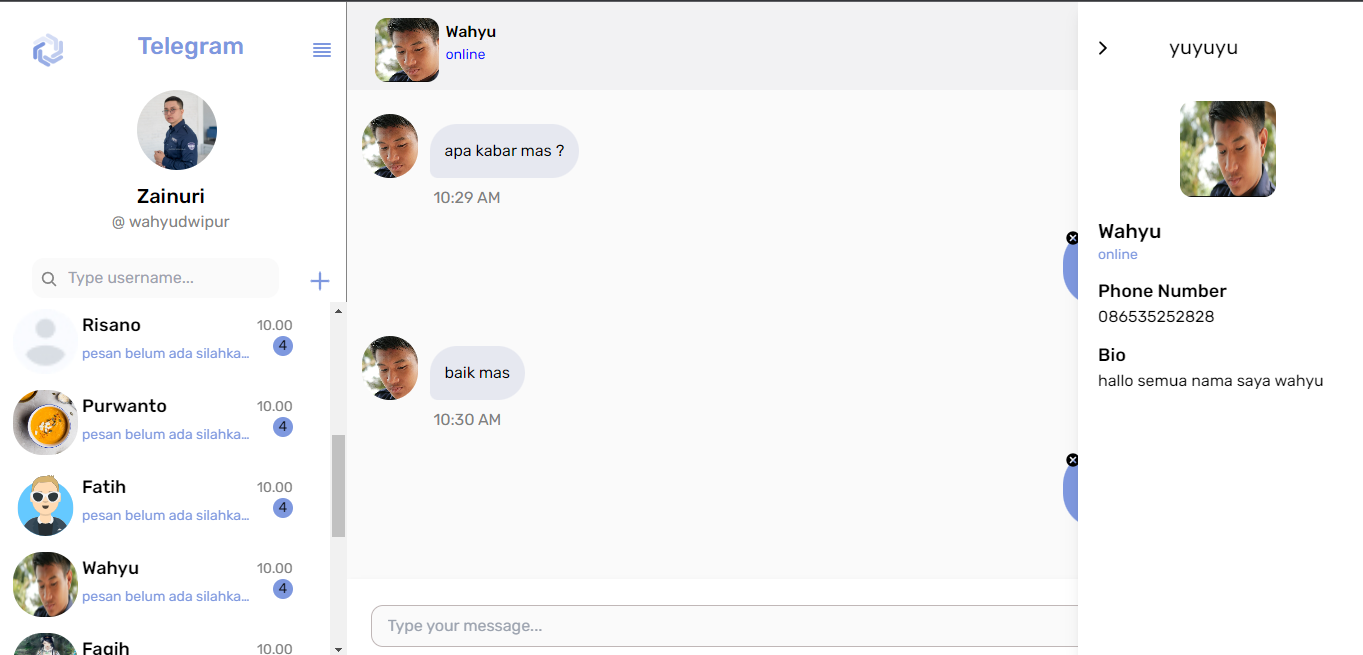 Telegram
Zainuri
@ wahyudwipur
Type username...
Risano
10.00
pesan belum ada silahka...
4
Purwanto
10.00
pesan belum ada silahka...
4
Fatih
10.00
pesan belum ada silahka...
4
Wahyu
10.00
pesan belum ada silahka...
4
Faqih
10.00
Wahyu
online
apa kabar mas ?
10:29 AM
baik mas
10:30 AM
Type your message...
yuyuyu
Wahyu
online
Phone Number
086535252828
Bio
hallo semua nama saya wahyu